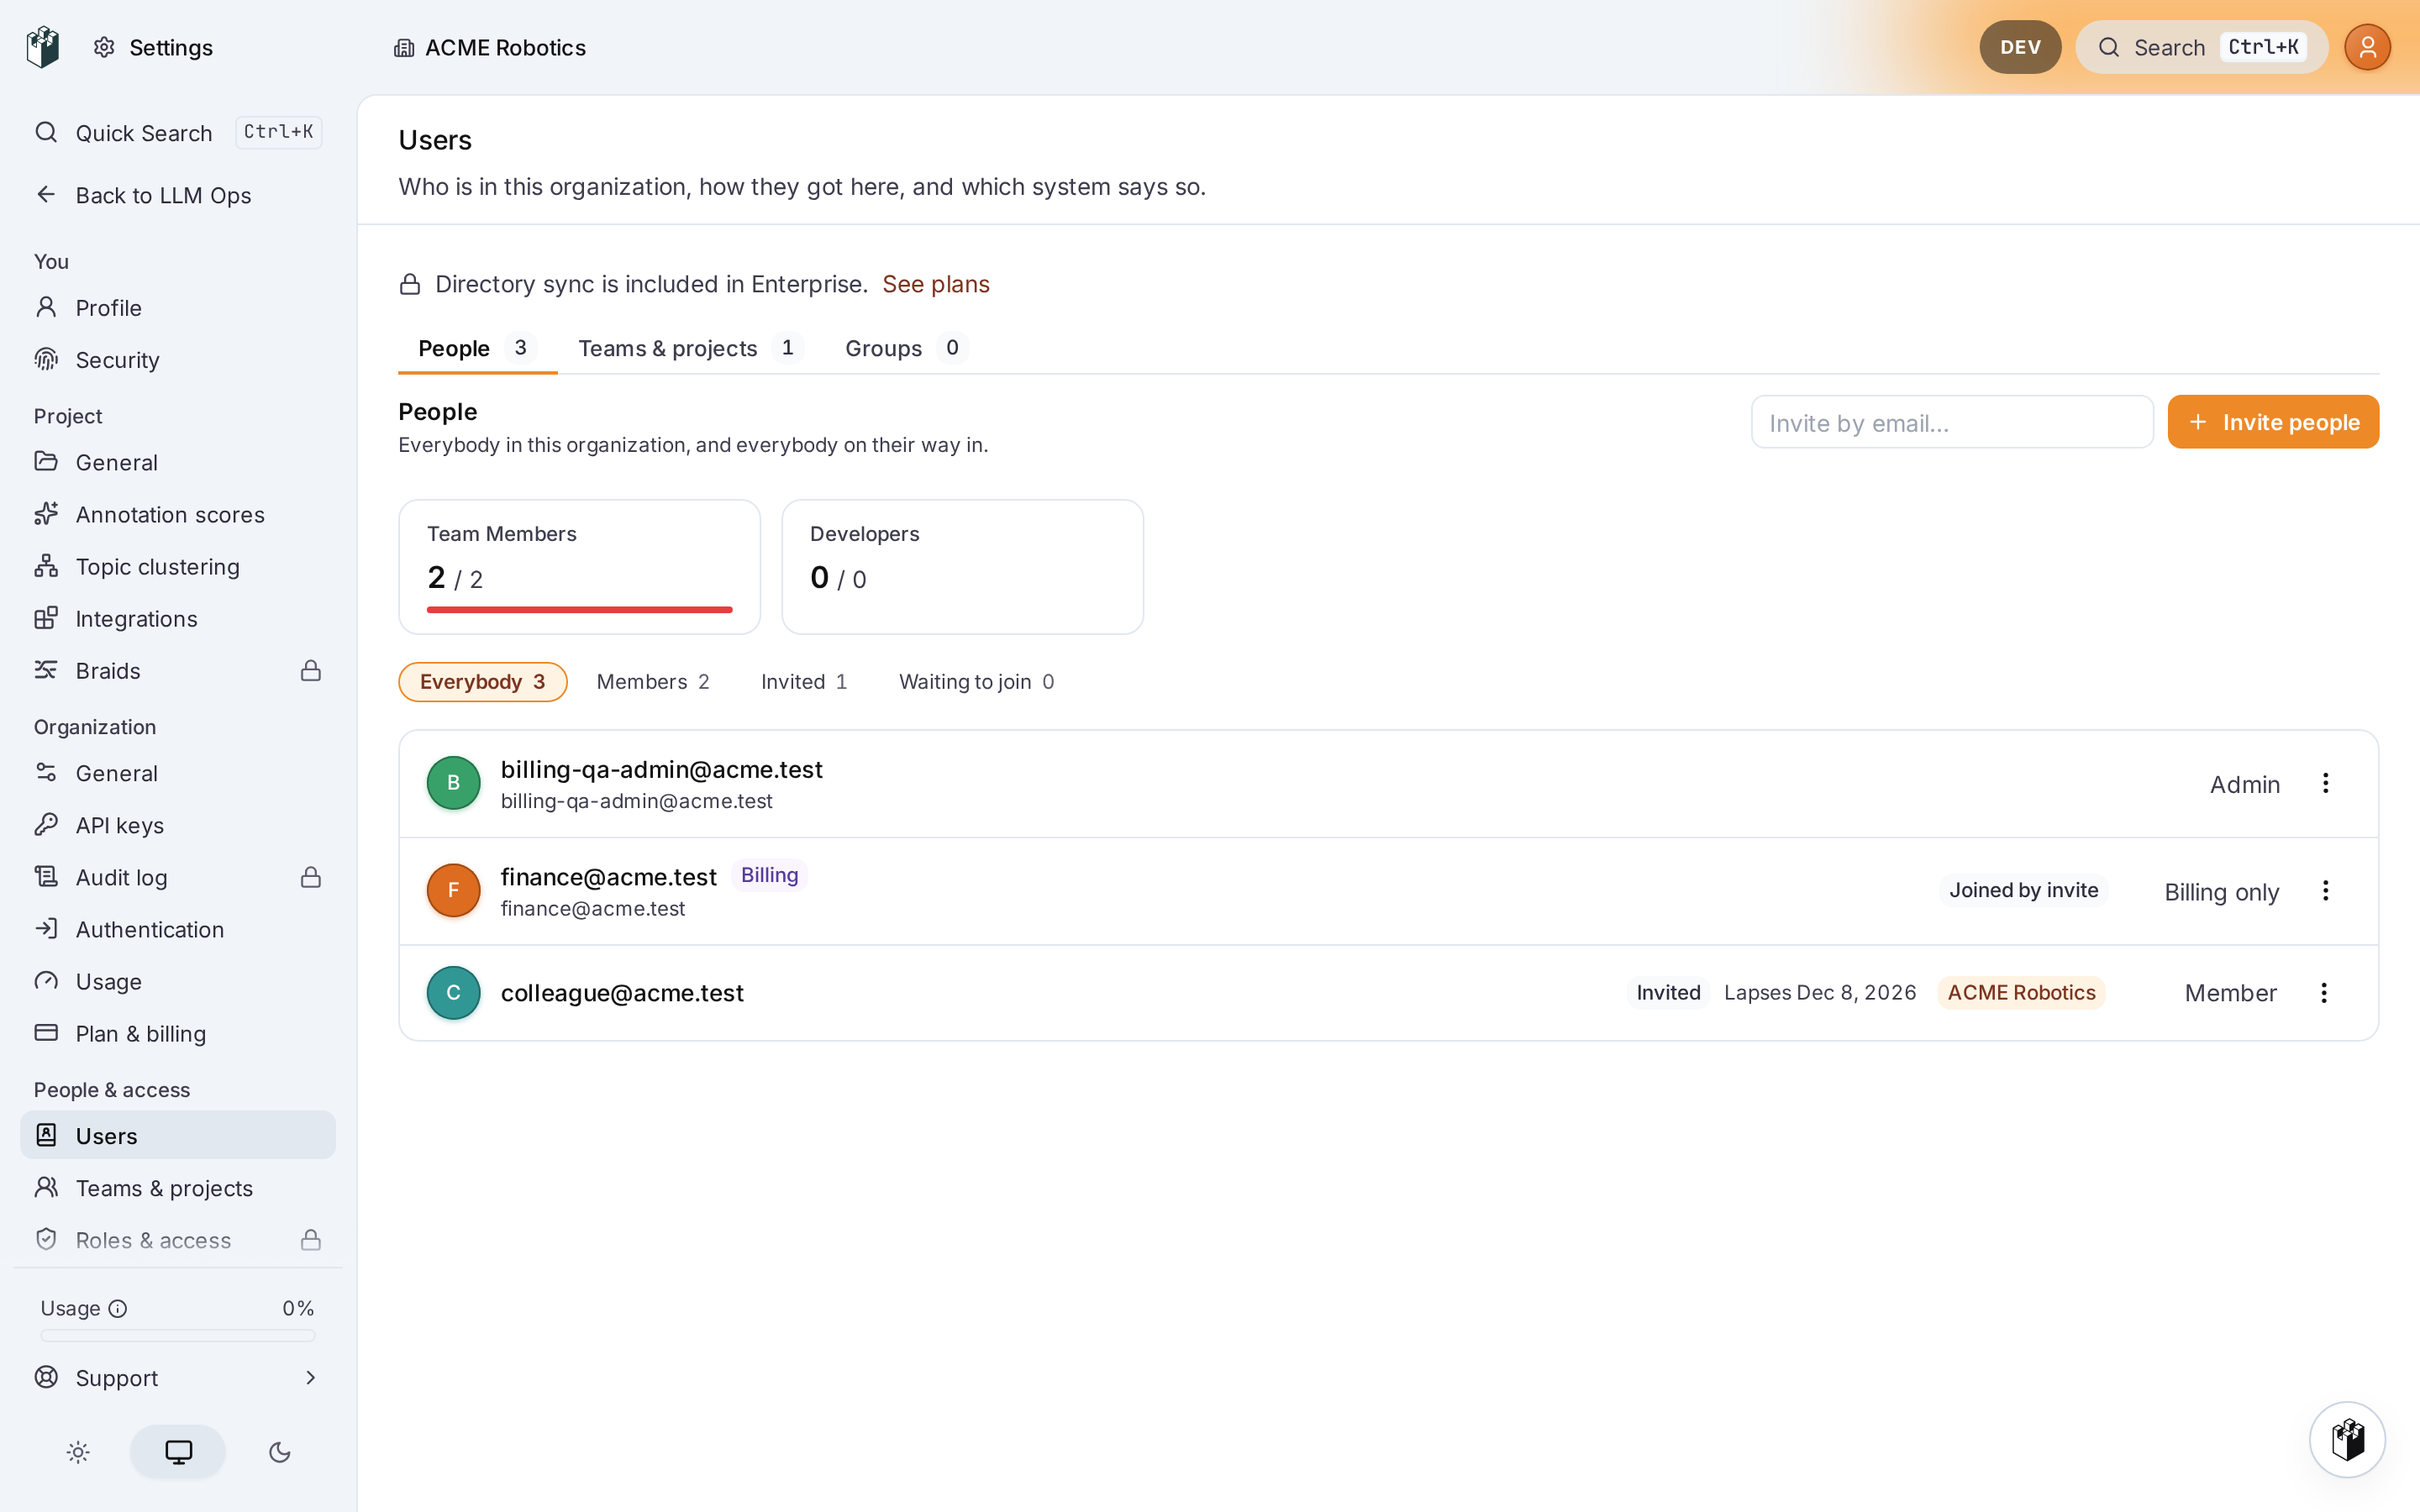 Settings
ACME Robotics
DEV
Search Ctrl+K
Quick Search Ctrl+K
Back to LLM Ops
You
Profile
Security
Project
General
Annotation scores
Topic clustering
Integrations
Braids
Organization
General
API keys
Audit log
Authentication
Usage
Plan & billing
People & access
Users
Teams & projects
Roles & access
Usage 0%
Support
Users
Who is in this organization, how they got here, and which system says so.
Directory sync is included in Enterprise. See plans
People 3 Teams & projects 1 Groups 0
People
Everybody in this organization, and everybody on their way in.
Invite by email...
Invite people
Team Members
2 / 2
Developers
0 / 0
Everybody 3 Members 2 Invited 1 Waiting to join 0
B
billing-qa-admin@acme.test
billing-qa-admin@acme.test
Admin
F
finance@acme.test Billing
finance@acme.test
Joined by invite Billing only
C
colleague@acme.test
Invited Lapses Dec 8, 2026 ACME Robotics Member